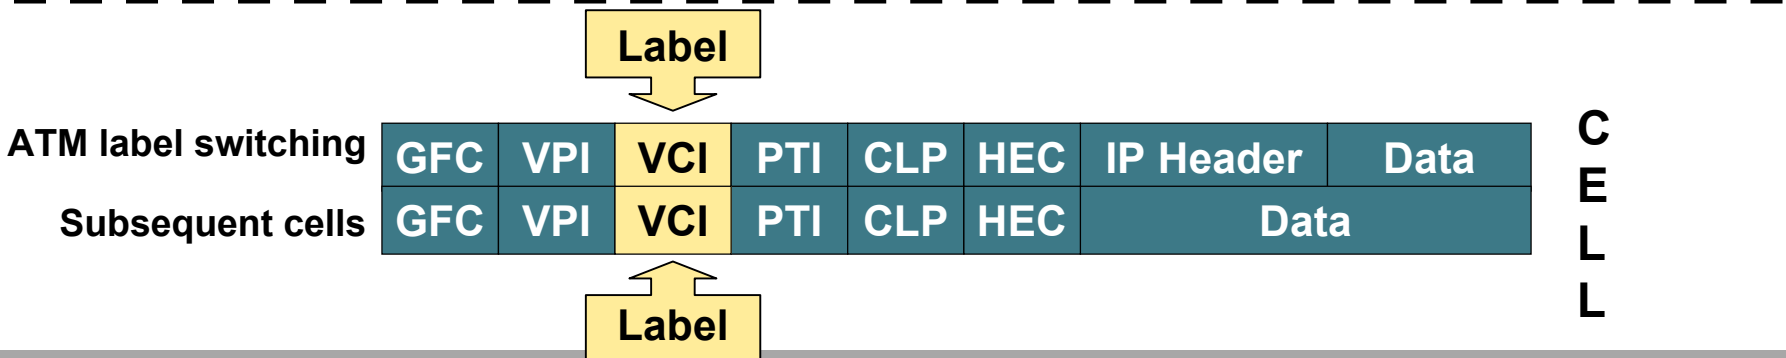 Label
ATM label switching GFC VPI VCI PTI CLP HEC IP Header Data
Subsequent cells GFC VPI VCI PTI CLP HEC Data
Label
C
E
L
L